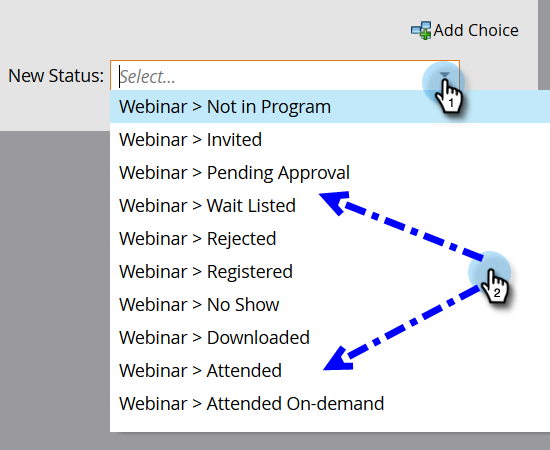 Add Choice
New Status: Select...
1
Webinar > Not in Program
Webinar > Invited
Webinar > Pending Approval
Webinar > Wait Listed
Webinar > Rejected
Webinar > Registered
2
Webinar > No Show
Webinar > Downloaded
Webinar > Attended
Webinar > Attended On-demand